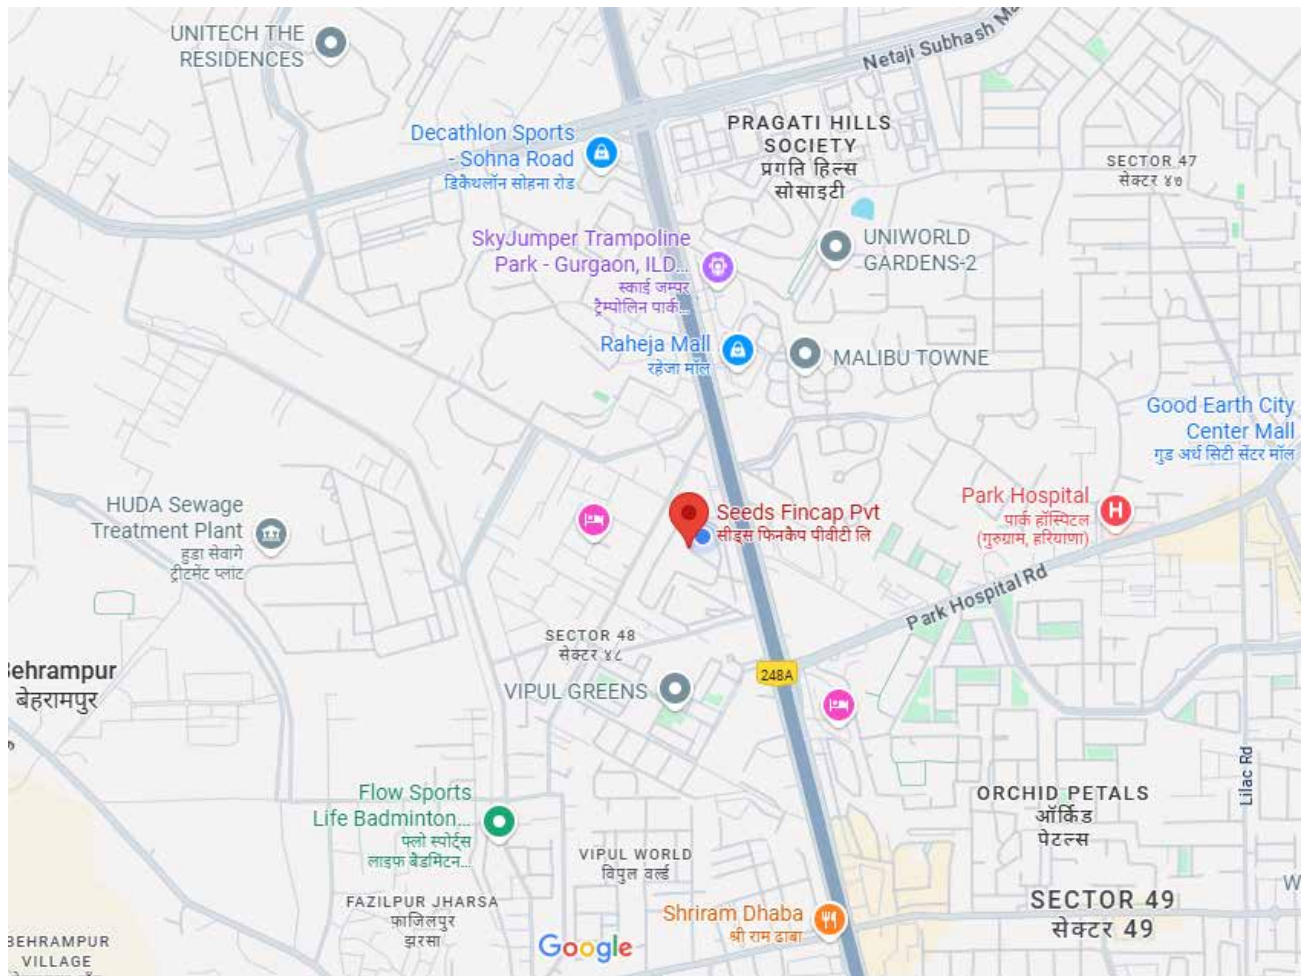 UNITECH THE
RESIDENCES
Netaji Subhash
Decathlon Sports
- Sohna Road
डिकैथलॉन सोहना रोड
PRAGATI HILLS
SOCIETY
प्रगति हिल्स
सोसाइटी
SECTOR 47
सेक्टर ४७
SkyJumper Trampoline
Park - Gurgaon, ILD...
स्काई जम्पर
ट्रैम्पोलिन पार्क...
UNIWORLD
GARDENS-2
Raheja Mall
रहेजा मॉल
MALIBU TOWNE
Good Earth City
Center Mall
गुड अर्थ सिटी सेंटर मॉल
HUDA Sewage
Treatment Plant
हुडा सेवागे
ट्रीटमेंट प्लांट
Seeds Fincap Pvt
सीड्स फिनकैप पीवीटी लि
Park Hospital
पार्क हॉस्पिटल
(गुरुग्राम, हरियाणा)
H
Park Hospital Rd
SECTOR 48
सेक्टर ४८
Behrampur
बेहरामपुर
VIPUL GREENS
248A
Lilac Rd
Flow Sports
Life Badminton...
फ्लो स्पोर्ट्स
लाइफ बैडमिंटन...
ORCHID PETALS
ऑर्किड
पेटल्स
VIPUL WORLD
विपुल वर्ल्ड
FAZILPUR JHARSA
फाजिलपुर
झरसा
Shriram Dhaba
श्री राम ढाबा
SECTOR 49
सेक्टर 49
BEHRAMPUR
VILLAGE
Google